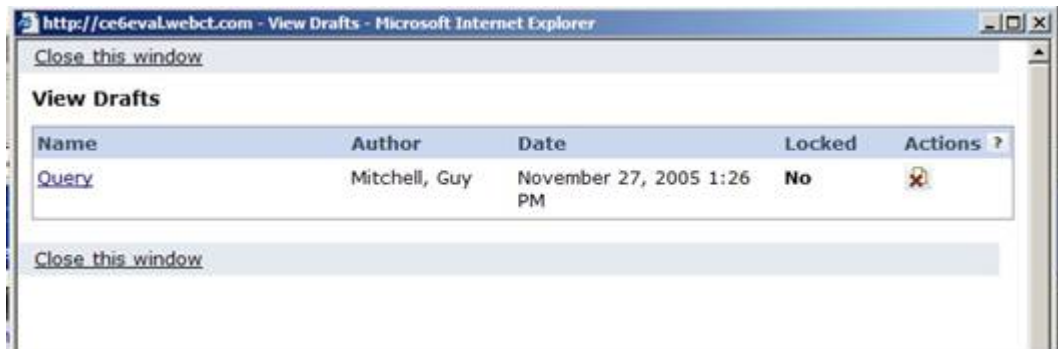 http://ce6eval.webct.com - View Drafts - Microsoft Internet Explorer
Close this window
View Drafts
Name Author Date Locked Actions ?
Query Mitchell, Guy November 27, 2005 1:26 No
PM
Close this window